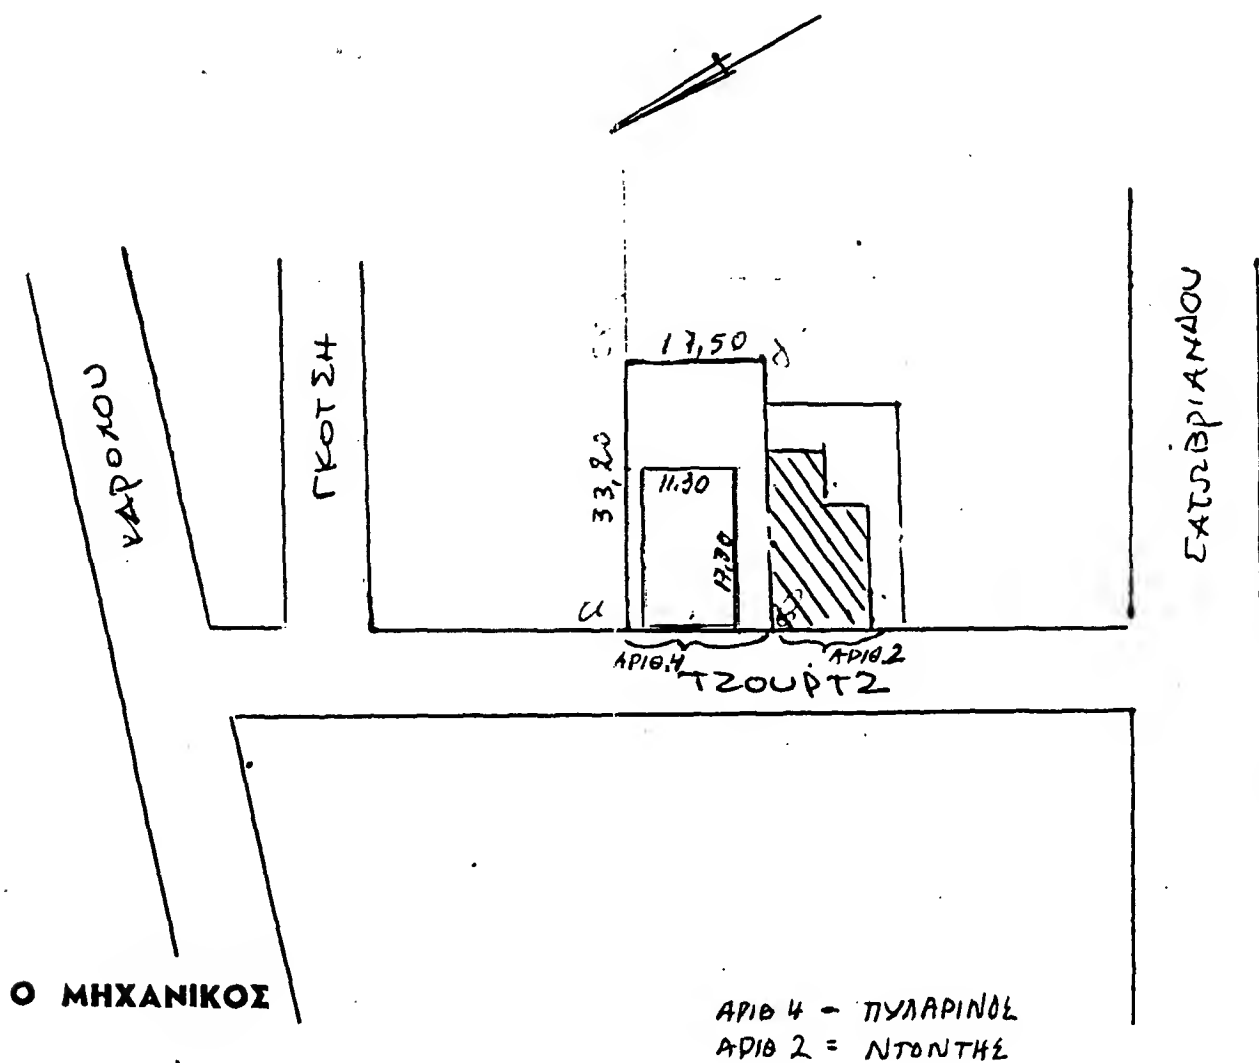 17,50
33,20
11.30
17,30
ΚΑΡΟΛΟΥ
ΓΚΟΤΣΗ
ΣΑΤΩΒΡΙΑΝΔΟΥ
ΑΡΙΘ.4
ΑΡΙΘ.2
ΤΖΟΥΡΤΖ
Ο ΜΗΧΑΝΙΚΟΣ
ΑΡΙΘ 4 - ΠΥΛΑΡΙΝΟΣ
ΑΡΙΘ 2 = ΝΤΟΝΤΗΣ